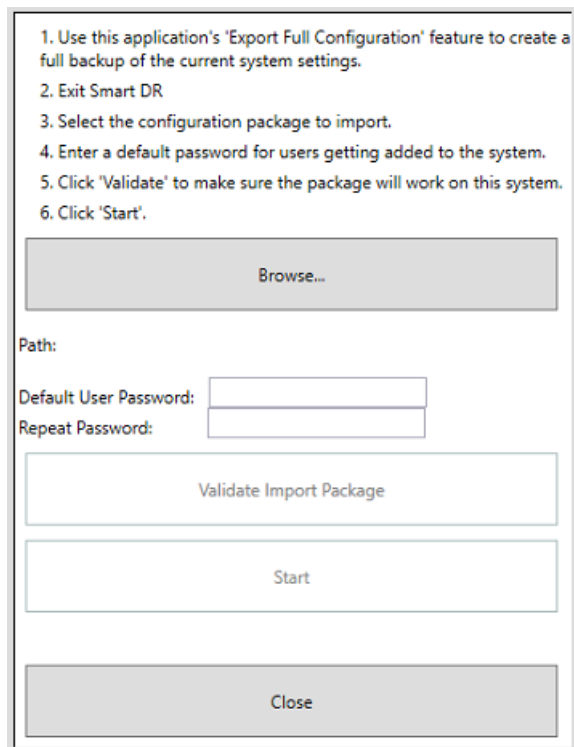 1. Use this application's 'Export Full Configuration' feature to create a
full backup of the current system settings.
2. Exit Smart DR
3. Select the configuration package to import.
4. Enter a default password for users getting added to the system.
5. Click 'Validate' to make sure the package will work on this system.
6. Click 'Start'.
Browse...
Path:
Default User Password:
Repeat Password:
Validate Import Package
Start
Close